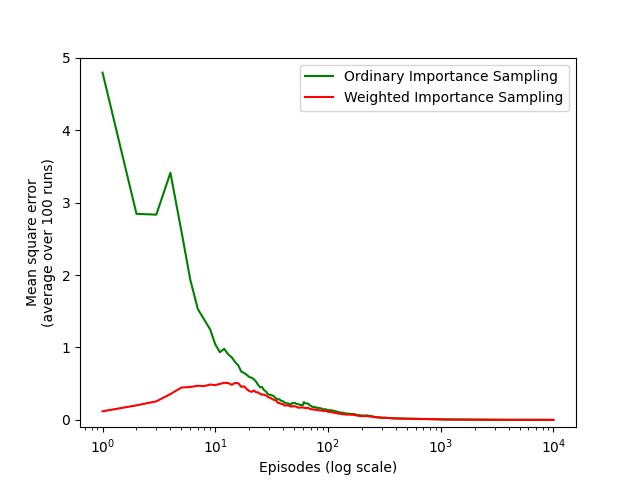 Ordinary Importance Sampling
Weighted Importance Sampling
5
4
3
2
1
0
Mean square error
(average over 100 runs)
10⁰
10¹
10²
10³
10⁴
Episodes (log scale)